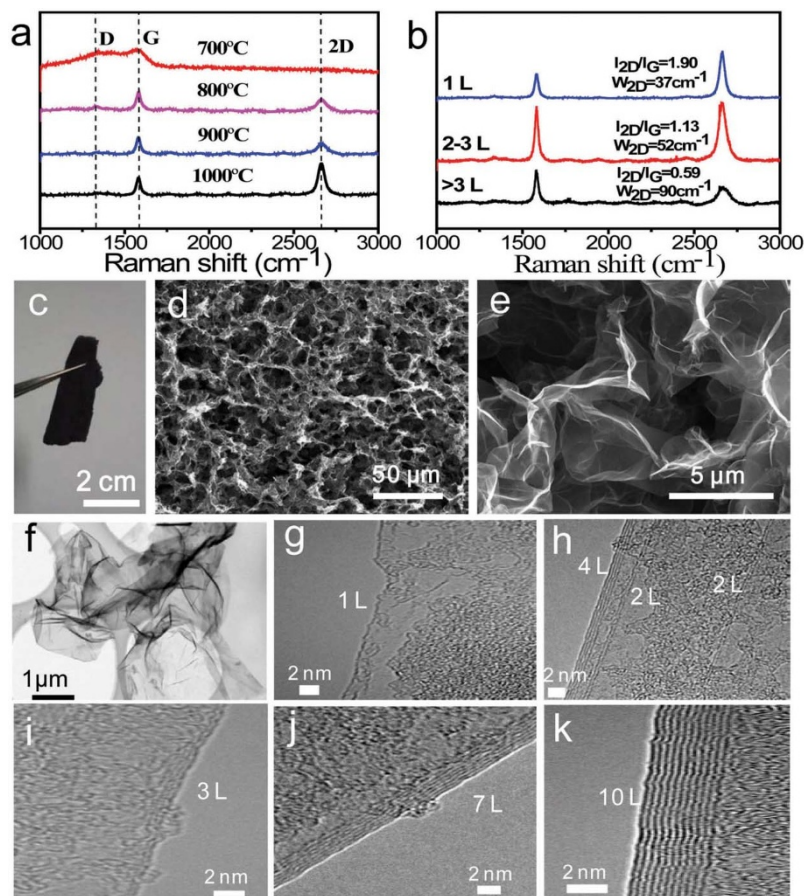 a
D G 700°C 2D
800°C
900°C
1000°C
1000 1500 2000 2500 3000
Raman shift (cm-1)
b
1 L I2D/IG=1.90
W2D=37cm-1
2-3 L I2D/IG=1.13
W2D=52cm-1
>3 L I2D/IG=0.59
W2D=90cm-1
1000 1500 2000 2500 3000
Raman shift (cm-1)
c
2 cm
d
50 µm
e
5 µm
f
1µm
g
1 L
2 nm
h
4 L
2 L
2 L
2 nm
i
3 L
2 nm
j
7 L
2 nm
k
10 L
2 nm